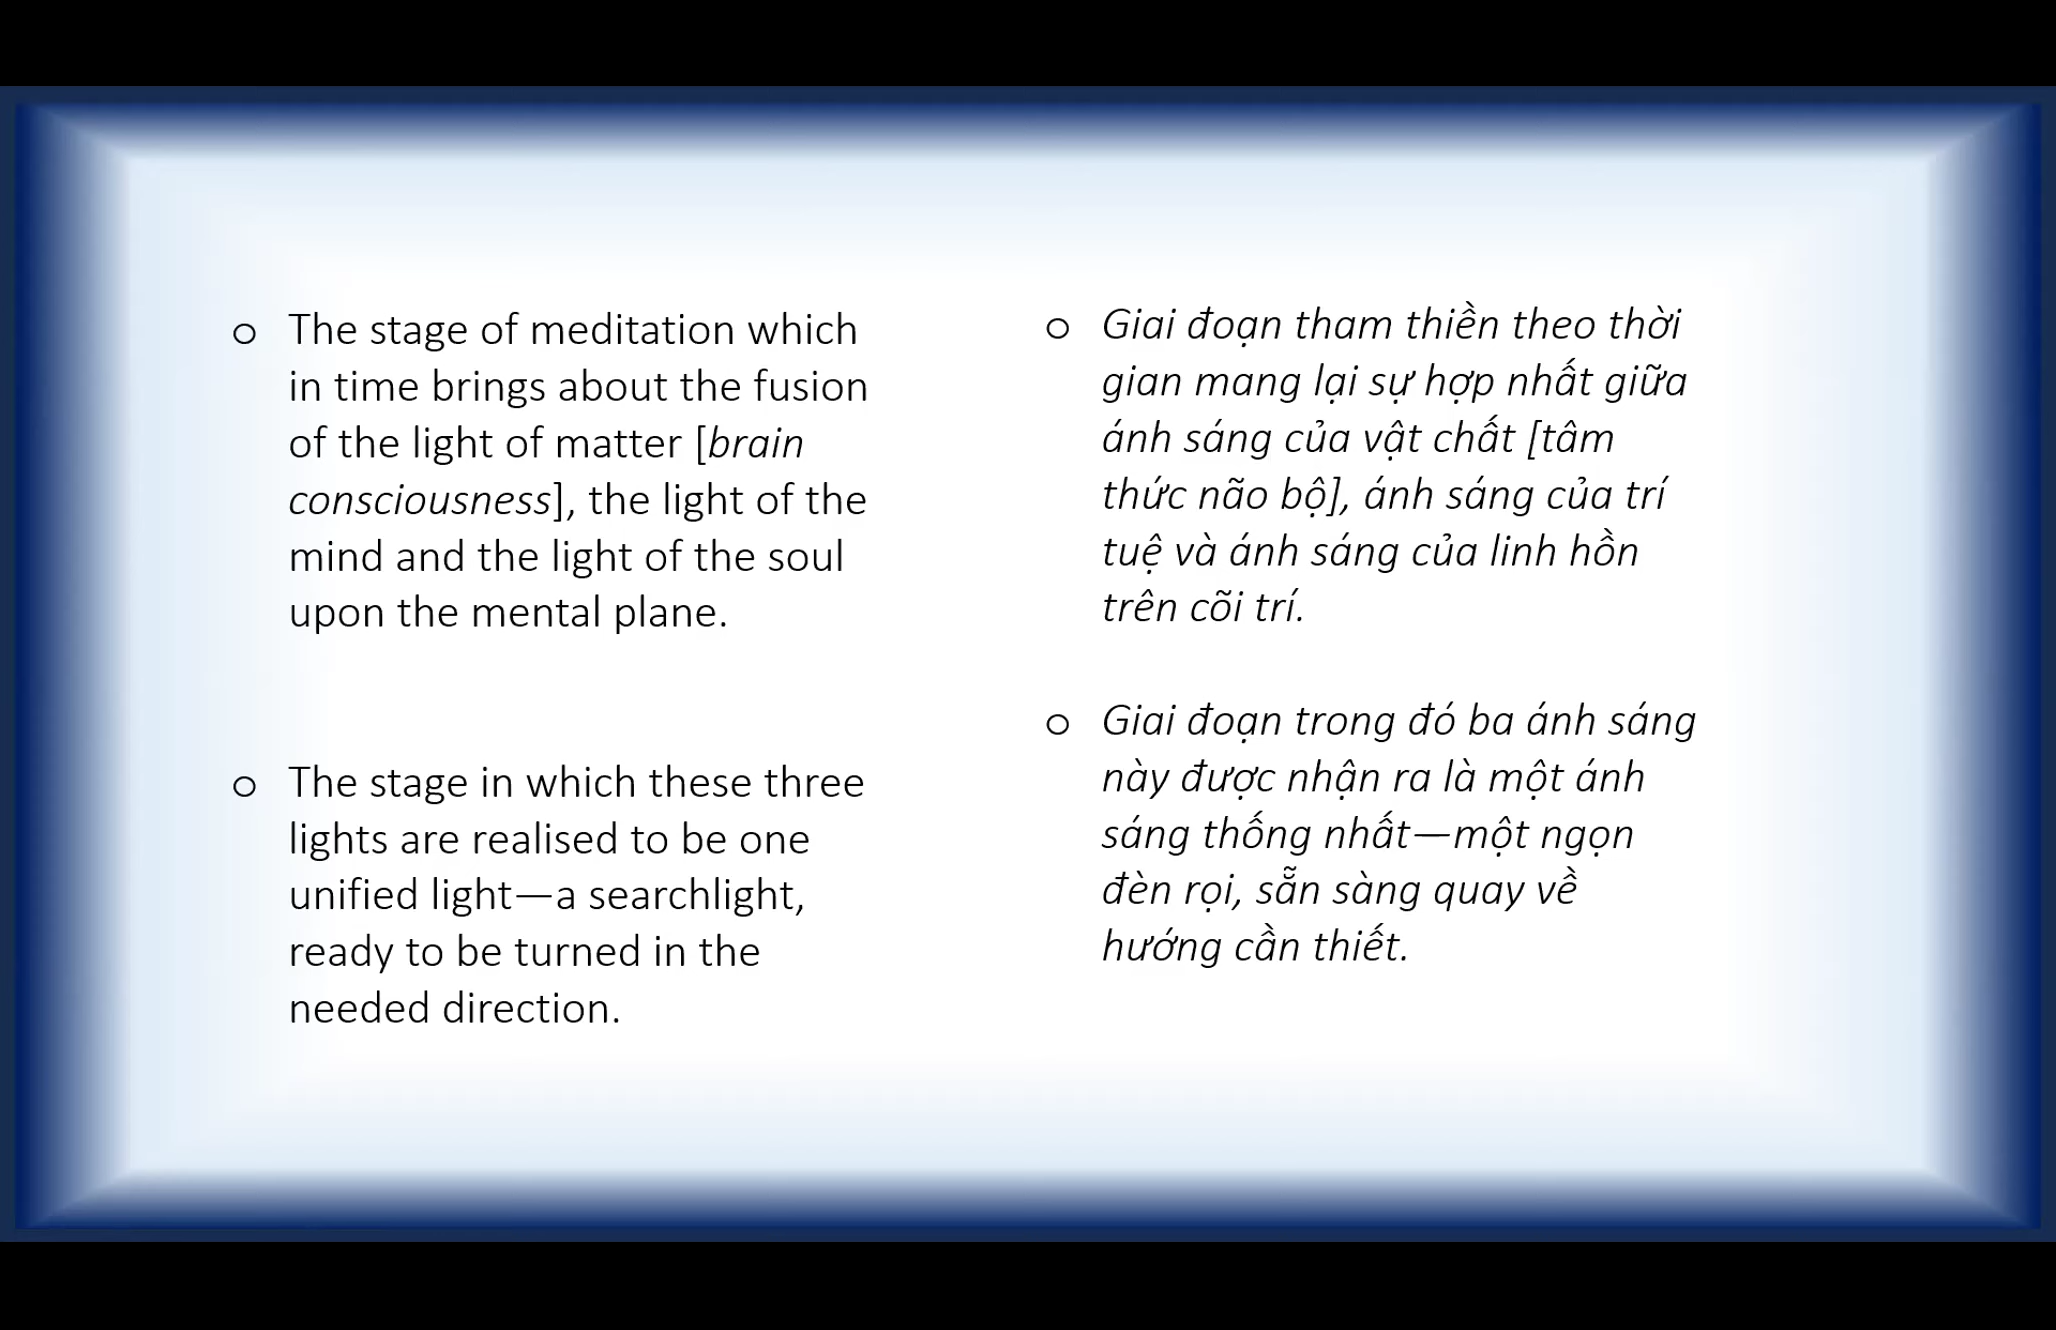 o The stage of meditation which
in time brings about the fusion
of the light of matter [brain
consciousness], the light of the
mind and the light of the soul
upon the mental plane.
o The stage in which these three
lights are realised to be one
unified light—a searchlight,
ready to be turned in the
needed direction.
o Giai đoạn tham thiền theo thời
gian mang lại sự hợp nhất giữa
ánh sáng của vật chất [tâm
thức não bộ], ánh sáng của trí
tuệ và ánh sáng của linh hồn
trên cõi trí.
o Giai đoạn trong đó ba ánh sáng
này được nhận ra là một ánh
sáng thống nhất—một ngọn
đèn rọi, sẵn sàng quay về
hướng cần thiết.